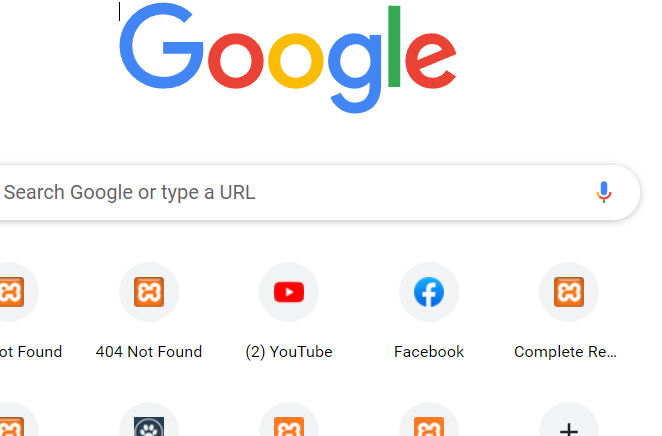 Google
Search Google or type a URL
ot Found
404 Not Found
(2) YouTube
Facebook
Complete Re...